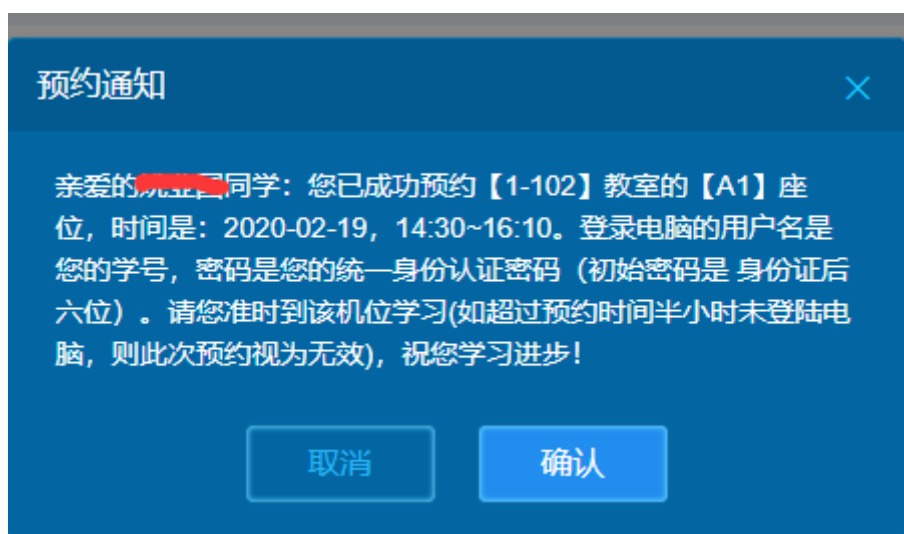 预约通知
亲爱的同学：您已成功预约【1-102】教室的【A1】座
位，时间是：2020-02-19，14:30~16:10。登录电脑的用户名是
您的学号，密码是您的统一身份认证密码（初始密码是 身份证后
六位）。请您准时到该机位学习(如超过预约时间半小时未登陆电
脑，则此次预约视为无效)，祝您学习进步！
取消
确认